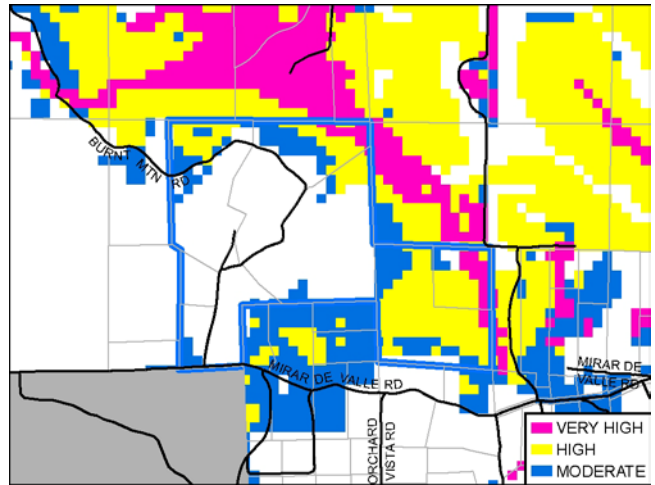 BURNT MTN RD
MIRAR DE VALLE RD
MIRAR DE
VALLE RD
ORCHARD
VISTA RD
VERY HIGH
HIGH
MODERATE